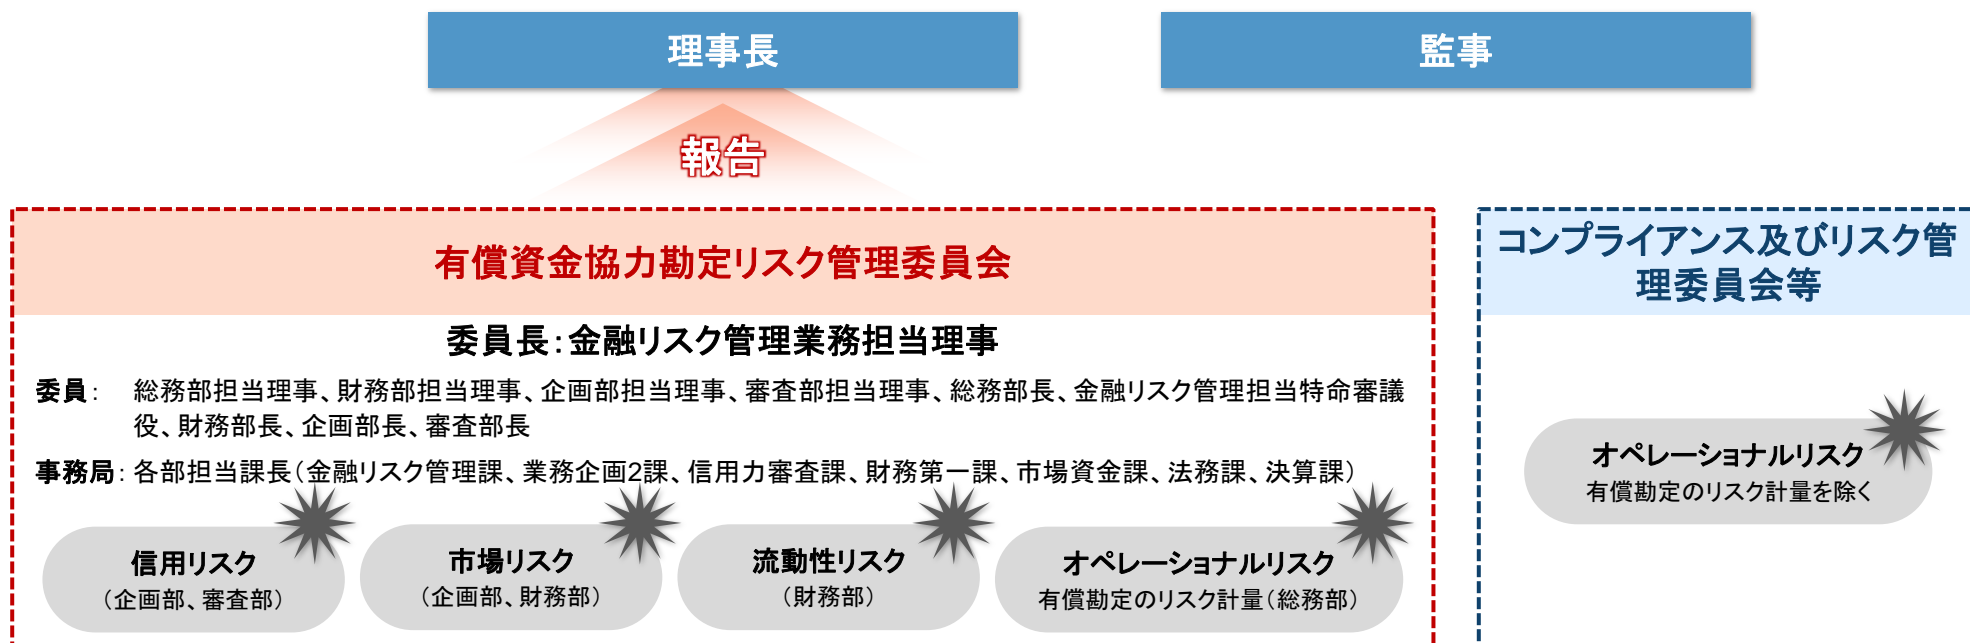 理事長
監事
報告
有償資金協力勘定リスク管理委員会
委員長：金融リスク管理業務担当理事
委員： 総務部担当理事、財務部担当理事、企画部担当理事、審査部担当理事、総務部長、金融リスク管理担当特命審議
役、財務部長、企画部長、審査部長
事務局： 各部担当課長（金融リスク管理課、業務企画2課、信用力審査課、財務第一課、市場資金課、法務課、決算課）
信用リスク
（企画部、審査部）
市場リスク
（企画部、財務部）
流動性リスク
（財務部）
オペレーショナルリスク
有償勘定のリスク計量（総務部）
コンプライアンス及びリスク管
理委員会等
オペレーショナルリスク
有償勘定のリスク計量を除く